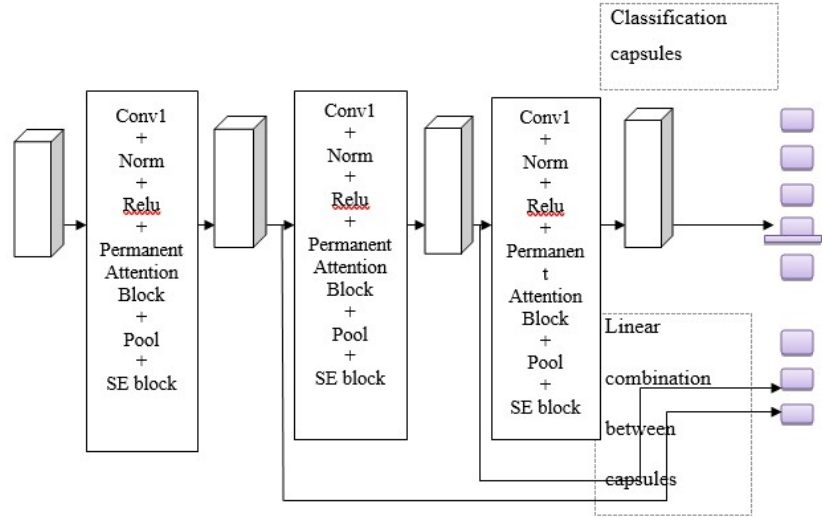 Classification
capsules
Conv1
+
Norm
+
Relu
+
Permanent
Attention
Block
+
Pool
+
SE block
Conv1
+
Norm
+
Relu
+
Permanent
Attention
Block
+
Pool
+
SE block
Conv1
+
Norm
+
Relu
+
Permanen
t
Attention
Block
+
Pool
+
SE block
Linear
combination
between
capsules